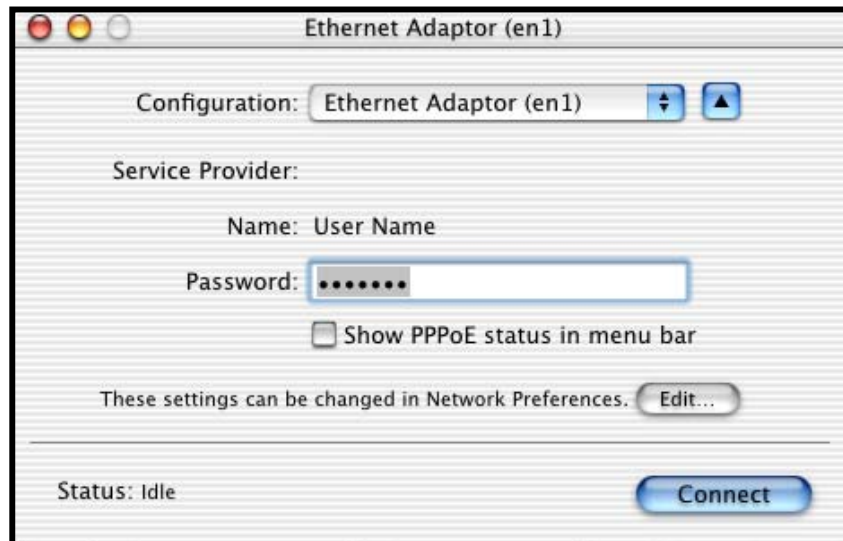 Ethernet Adaptor (en1)
Configuration: Ethernet Adaptor (en1)
Service Provider:
Name: User Name
Password: •••••••
Show PPPoE status in menu bar
These settings can be changed in Network Preferences. Edit...
Status: Idle Connect